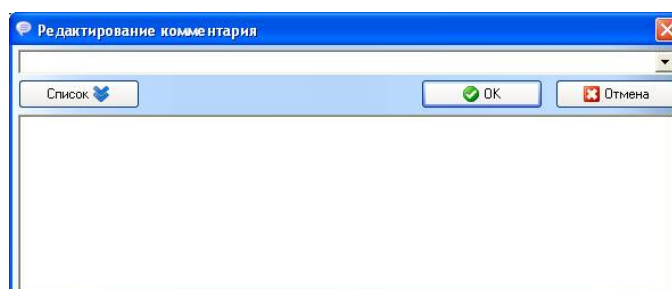 Редактирование комментария
Список
OK
Отмена